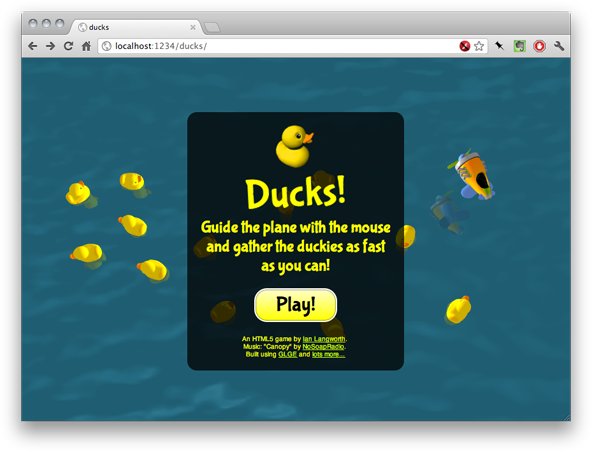 ducks
localhost:1234/ducks/
Ducks!
Guide the plane with the mouse
and gather the duckies as fast
as you can!
Play!
An HTML5 game by Ian Langworth.
Music: "Canopy" by NoSoapRadio.
Built using GLGE and lots more...